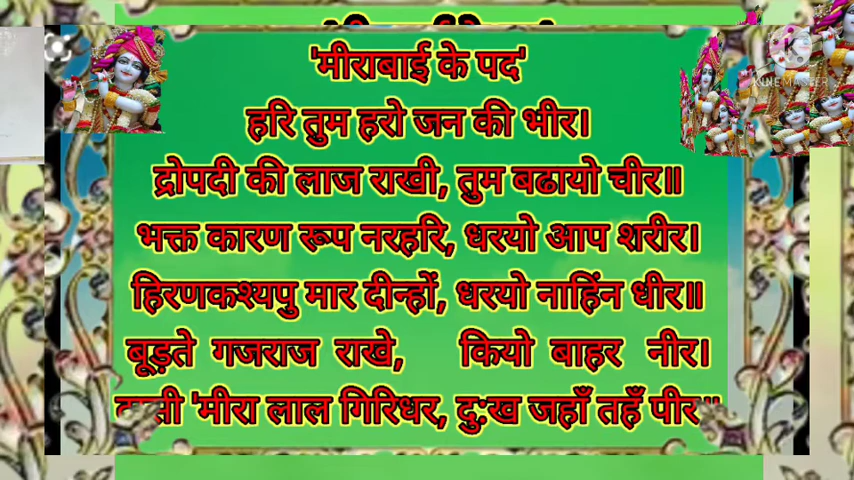 'मीराबाई के पद'
हरि तुम हरो जन की भीर।
द्रोपदी की लाज राखी, तुम बढायो चीर॥
भक्त कारण रूप नरहरि, धरयो आप शरीर।
हिरणकश्यपु मार दीन्हों, धरयो नाहिंन धीर॥
बूड़ते गजराज राखे, कियो बाहर नीर।
'मीरा लाल गिरिधर, दु:ख जहाँ तहँ पीर॥